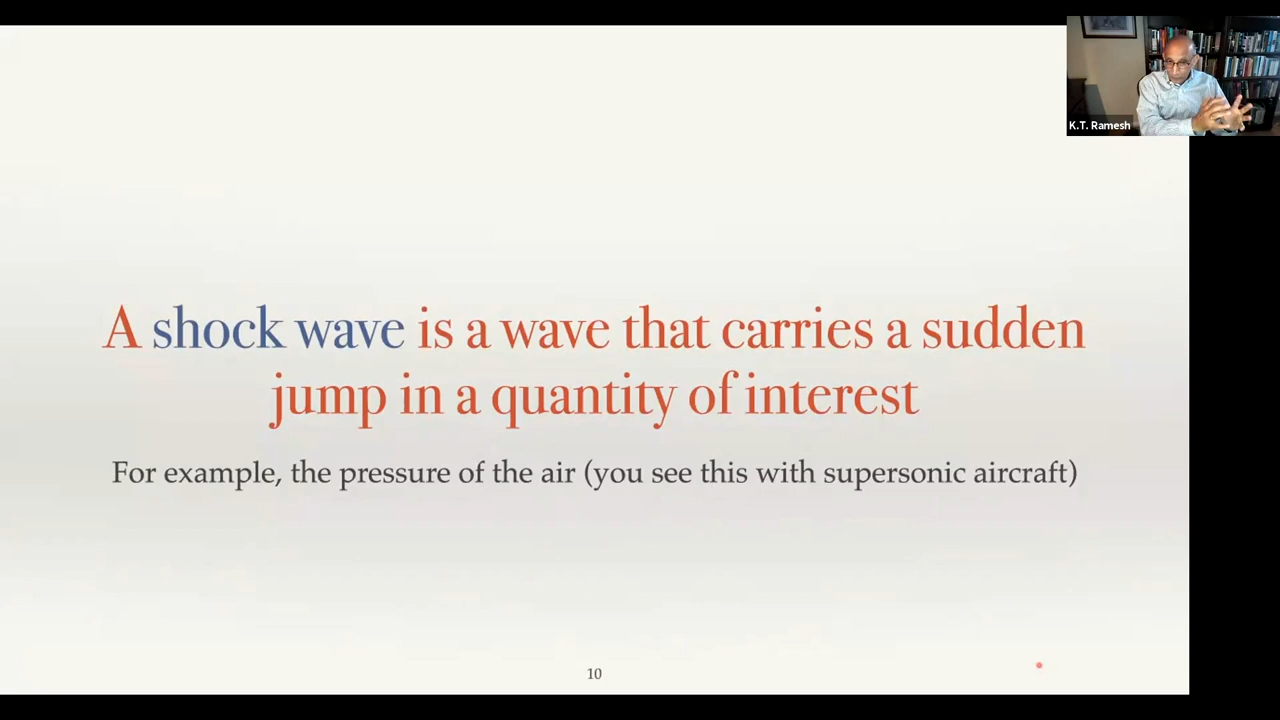 K.T. Ramesh
A shock wave is a wave that carries a sudden
jump in a quantity of interest
For example, the pressure of the air (you see this with supersonic aircraft)
10